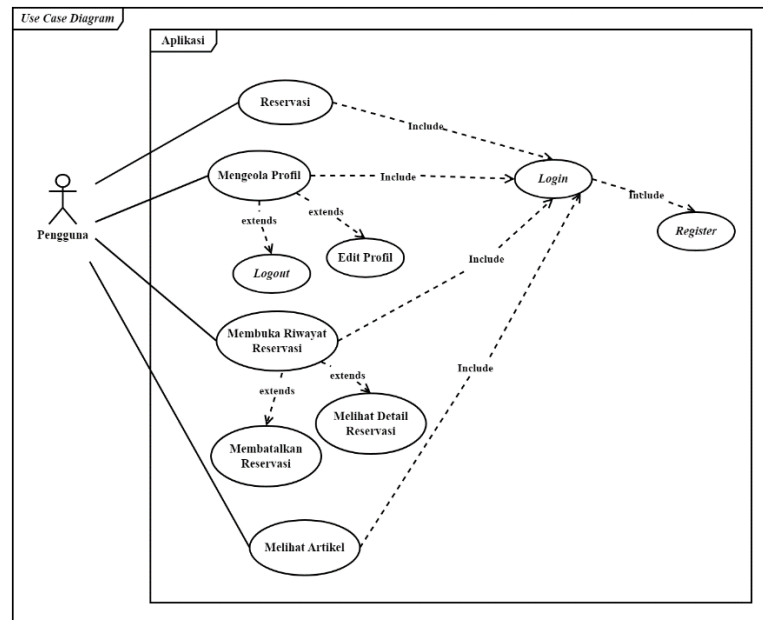 Use Case Diagram
Aplikasi
Reservasi
Include
Mengeola Profil
Include
Login
Include
Register
Pengguna
extends
extends
Logout
Edit Profil
Membuka Riwayat
Reservasi
Include
Include
extends
extends
Melihat Detail
Reservasi
Membatalkan
Reservasi
Melihat Artikel